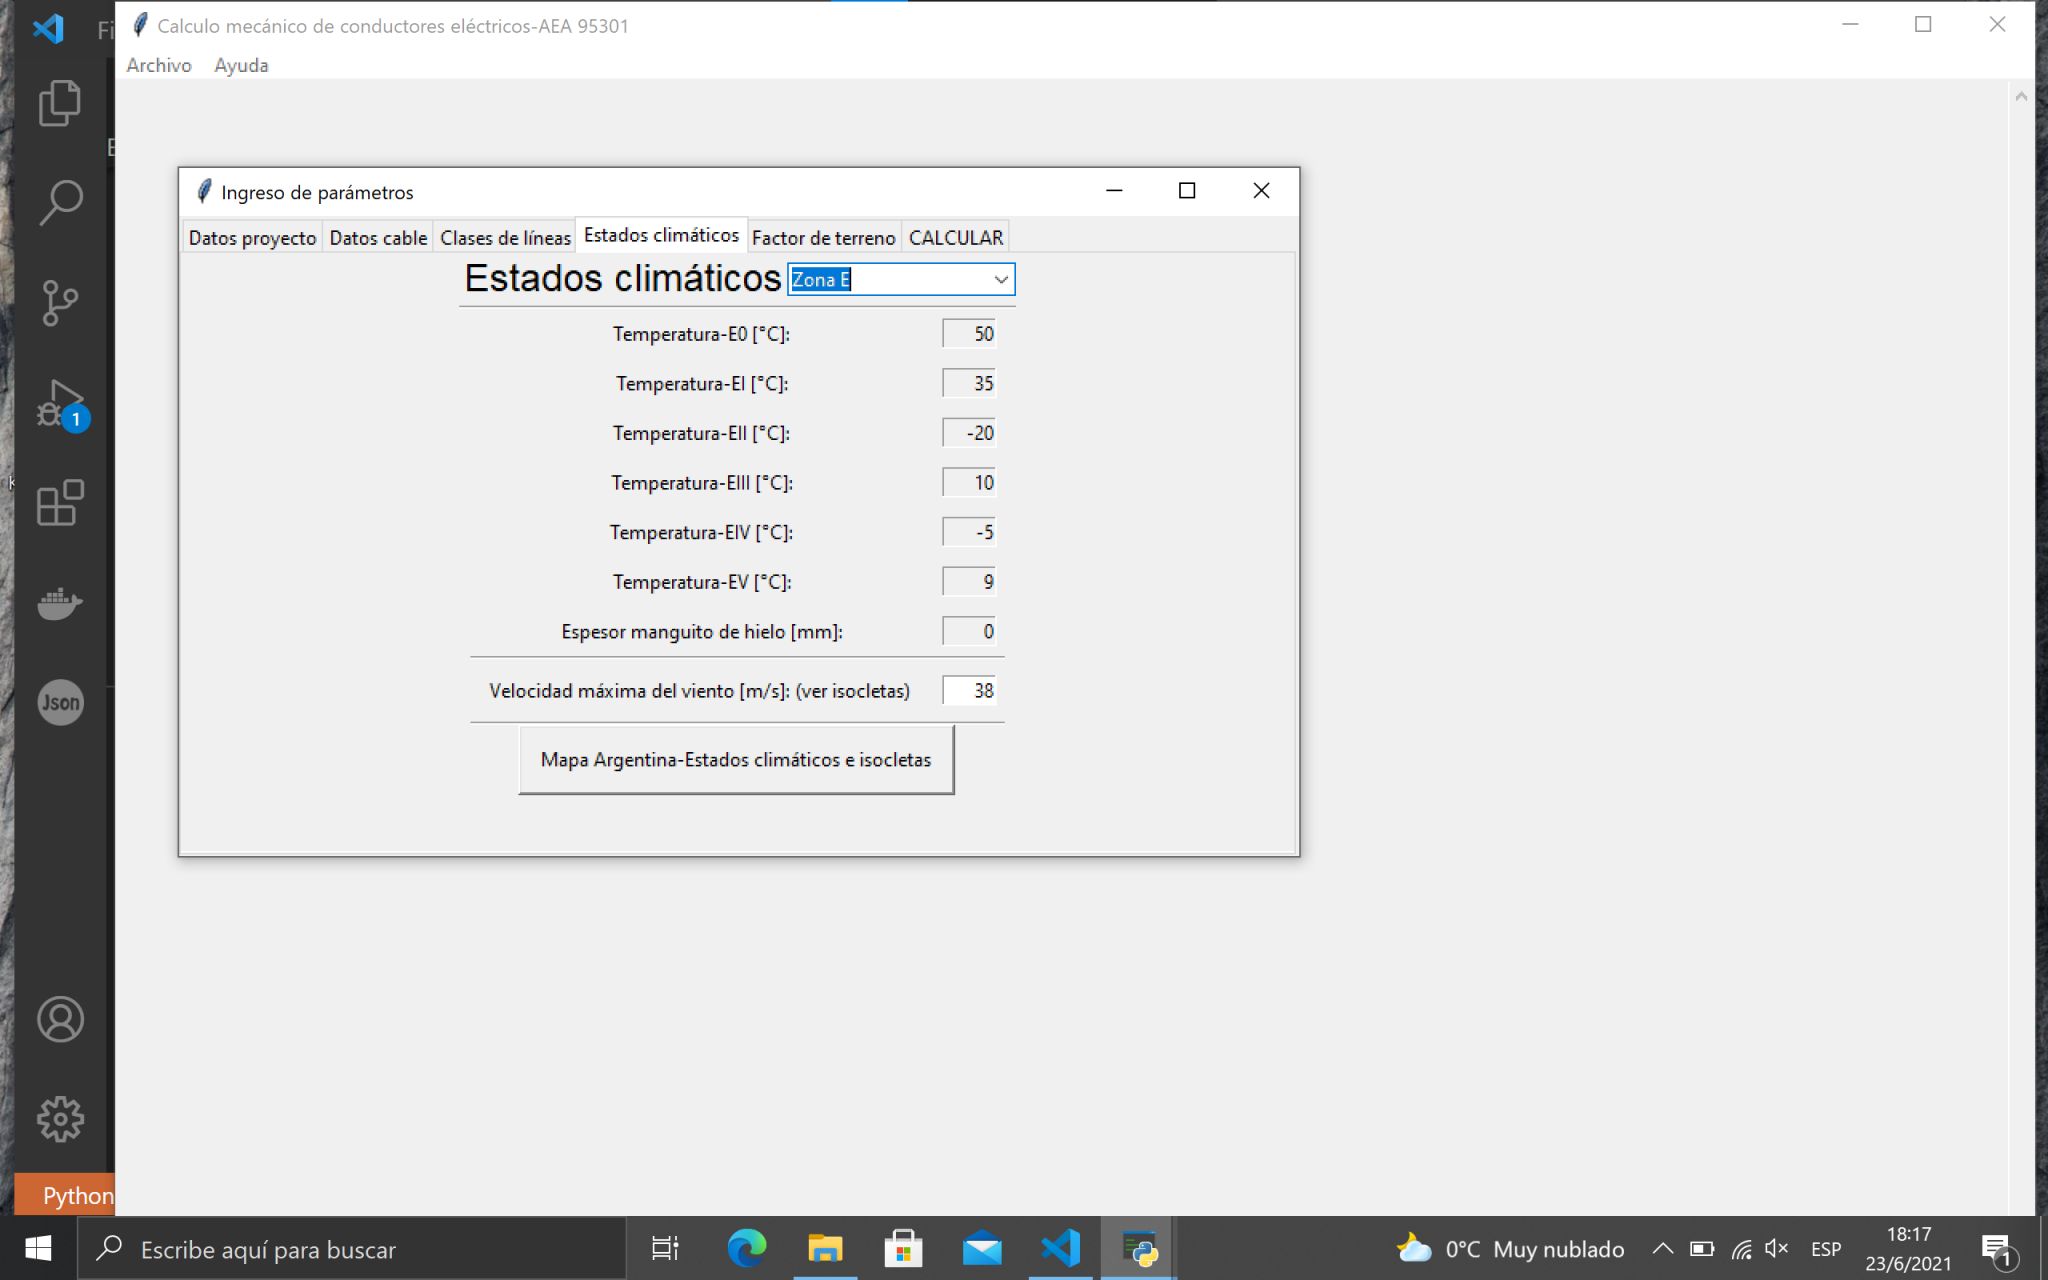 Calculo mecánico de conductores eléctricos-AEA 95301
Archivo Ayuda
Ingreso de parámetros
Datos proyecto Datos cable Clases de líneas Estados climáticos Factor de terreno CALCULAR
Estados climáticos Zona E
Temperatura-E0 [°C]: 50
Temperatura-EI [°C]: 35
Temperatura-EII [°C]: -20
Temperatura-EIII [°C]: 10
Temperatura-EIV [°C]: -5
Temperatura-EV [°C]: 9
Espesor manguito de hielo [mm]: 0
Velocidad máxima del viento [m/s]: (ver isocletas) 38
Mapa Argentina-Estados climáticos e isocletas
1
Json
Python
Escribe aquí para buscar
0°C Muy nublado
ESP
18:17
23/6/2021
1